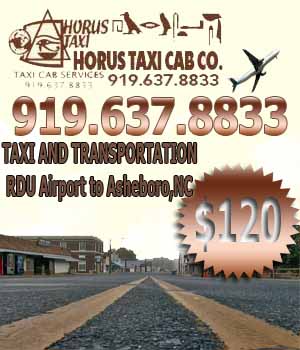 HORUS
TAXI
TAXI CAB SERVICES
919.637.8833
HORUS TAXI CAB CO.
919.637.8833
919.637.8833
TAXI AND TRANSPORTATION
RDU Airport to Asheboro,NC
$120